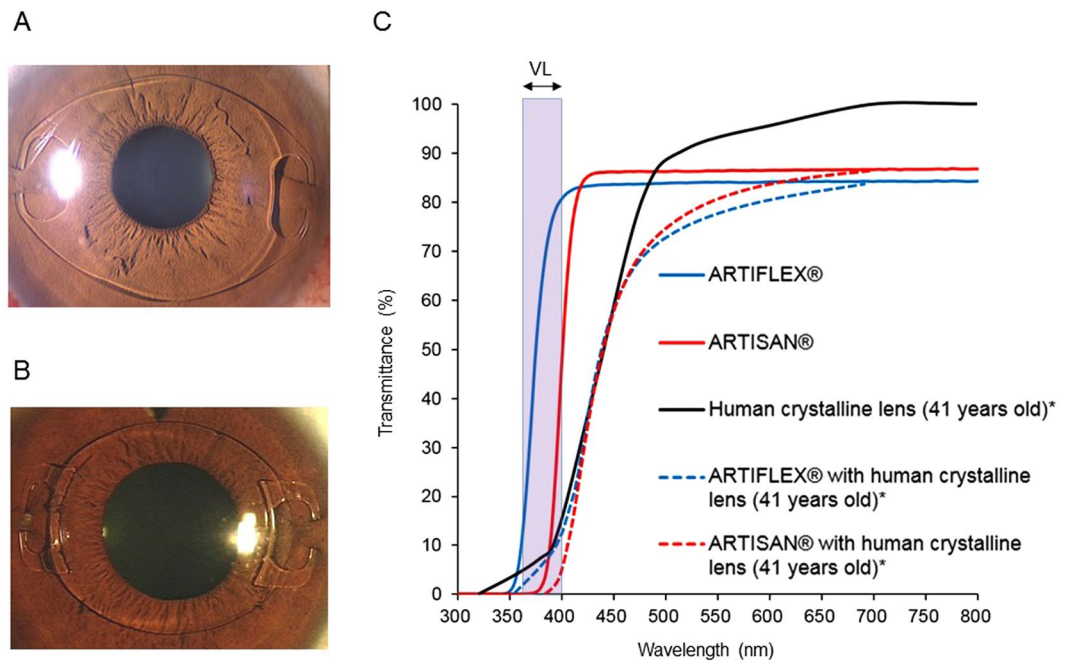 A
B
C
VL
100
90
80
70
60
50
40
30
20
10
0
Transmittance (%)
300 350 400 450 500 550 600 650 700 750 800
Wavelength (nm)
ARTIFLEX®
ARTISAN®
Human crystalline lens (41 years old)*
ARTIFLEX® with human crystalline
lens (41 years old)*
ARTISAN® with human crystalline
lens (41 years old)*